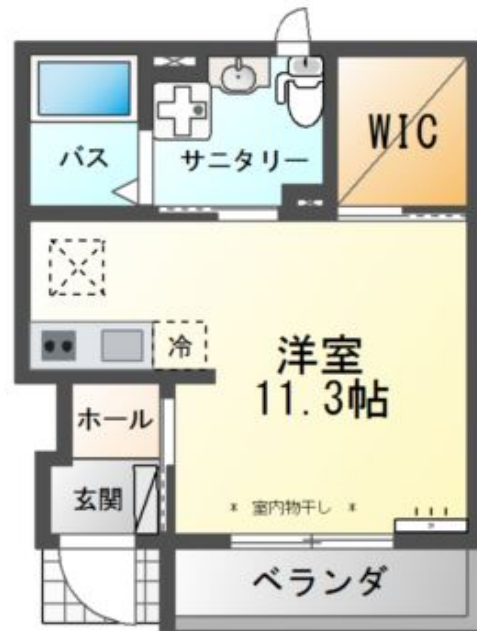 バス
サニタリー
WIC
冷
洋室
11.3帖
ホール
玄関
* 室内物干し *
ベランダ